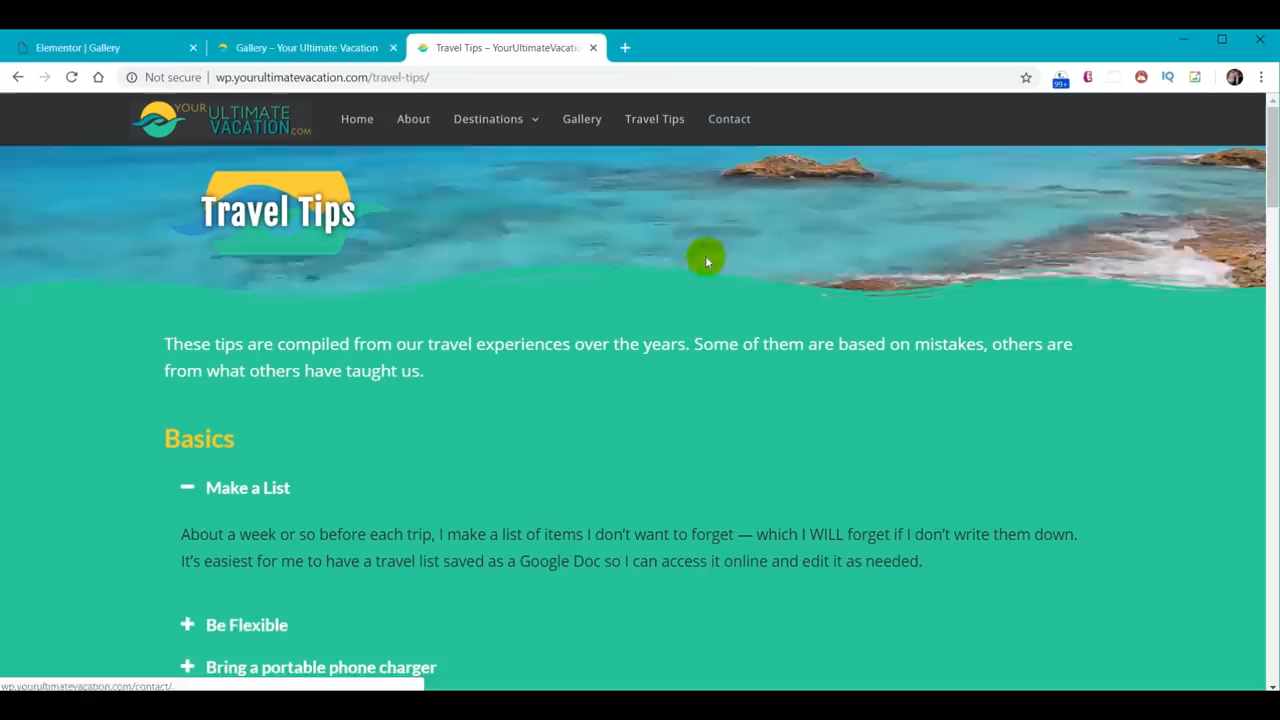 Elementor | Gallery
Gallery – Your Ultimate Vacation
Travel Tips – YourUltimateVacatio
Not secure
wp.yourultimatevacation.com/travel-tips/
99+
IQ
YOUR ULTIMATE
VACATION.COM
Home
About
Destinations
Gallery
Travel Tips
Contact
Travel Tips
These tips are compiled from our travel experiences over the years. Some of them are based on mistakes, others are
from what others have taught us.
Basics
Make a List
About a week or so before each trip, I make a list of items I don’t want to forget — which I WILL forget if I don’t write them down.
It’s easiest for me to have a travel list saved as a Google Doc so I can access it online and edit it as needed.
Be Flexible
Bring a portable phone charger
wp.yourultimatevacation.com/contact/